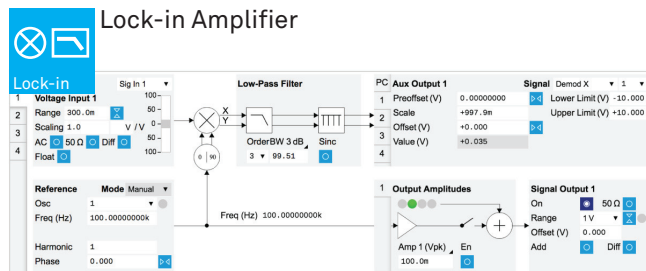 Lock-in Amplifier
Lock-in
Sig In 1
Low-Pass Filter
PC Aux Output 1 Signal Demod X 1
1 Voltage Input 1 100
2 Range 300.0m 50
3 Scaling 1.0 V / V 0
4 AC 50 Ω Diff 50
Float 100
X
Y
Order BW 3 dB Sinc
3 99.51
0 90
1 Preoffset (V) 0.00000000 Lower Limit (V) -10.000
2 Scale +997.9m Upper Limit (V) +10.000
3 Offset (V) +0.000
4 Value (V) +0.035
Reference Mode Manual
Osc 1
Freq (Hz) 100.00000000k
Harmonic 1
Phase 0.000
Freq (Hz) 100.00000000k
1 Output Amplitudes
Amp 1 (Vpk) En
100.0m
Signal Output 1
On 50 Ω
Range 1 V
Offset (V) 0.000
Add Diff